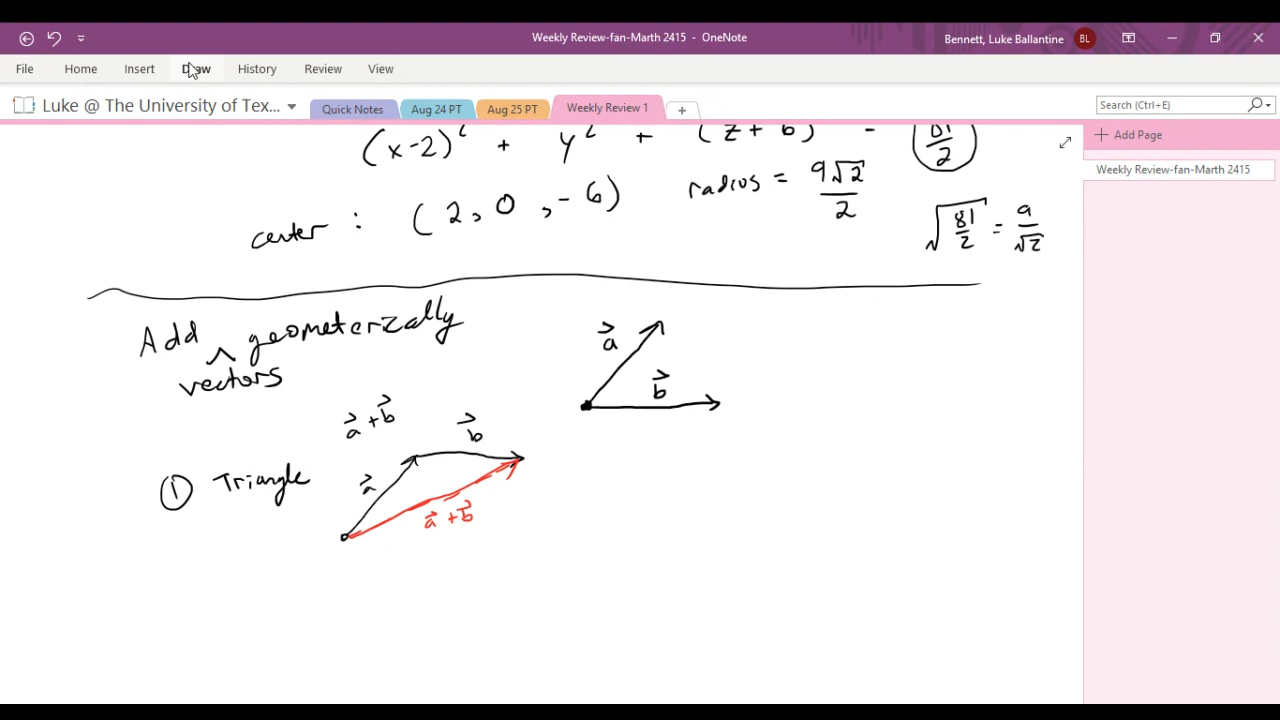 Weekly Review-fan-Marth 2415 - OneNote
Bennett, Luke Ballantine BL
File Home Insert Draw History Review View
Luke @ The University of Tex... Quick Notes Aug 24 PT Aug 25 PT Weekly Review 1 + Search (Ctrl+E)
+ Add Page
Weekly Review-fan-Marth 2415
(x-2)² + y² + (z+6) = 81/2
center : (2, 0, -6) radius = 9√2/2
√81/2 = 9/√2
Add ^ geometerizally
vectors
a⃗
b⃗
a⃗ + b⃗
b⃗
① Triangle
a⃗
a⃗ + b⃗